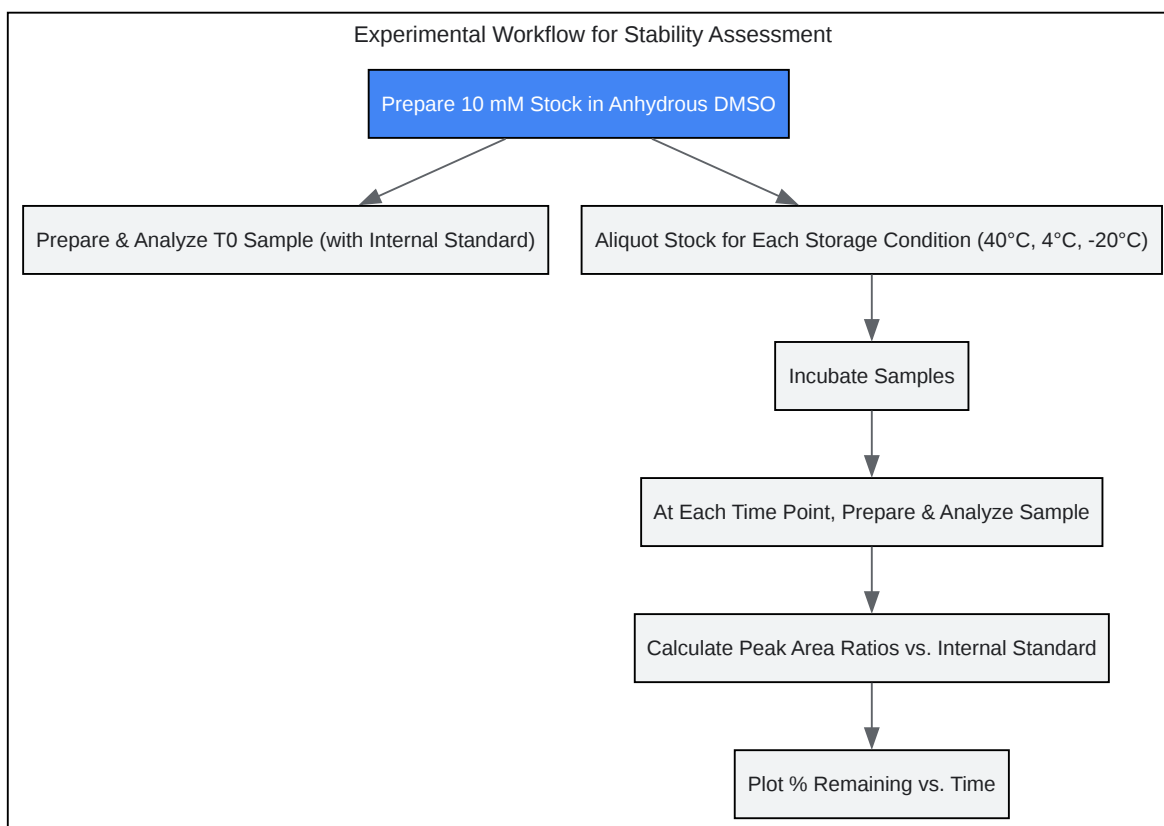 Experimental Workflow for Stability Assessment
Prepare 10 mM Stock in Anhydrous DMSO
Prepare & Analyze T0 Sample (with Internal Standard)
Aliquot Stock for Each Storage Condition (40°C, 4°C, -20°C)
Incubate Samples
At Each Time Point, Prepare & Analyze Sample
Calculate Peak Area Ratios vs. Internal Standard
Plot % Remaining vs. Time